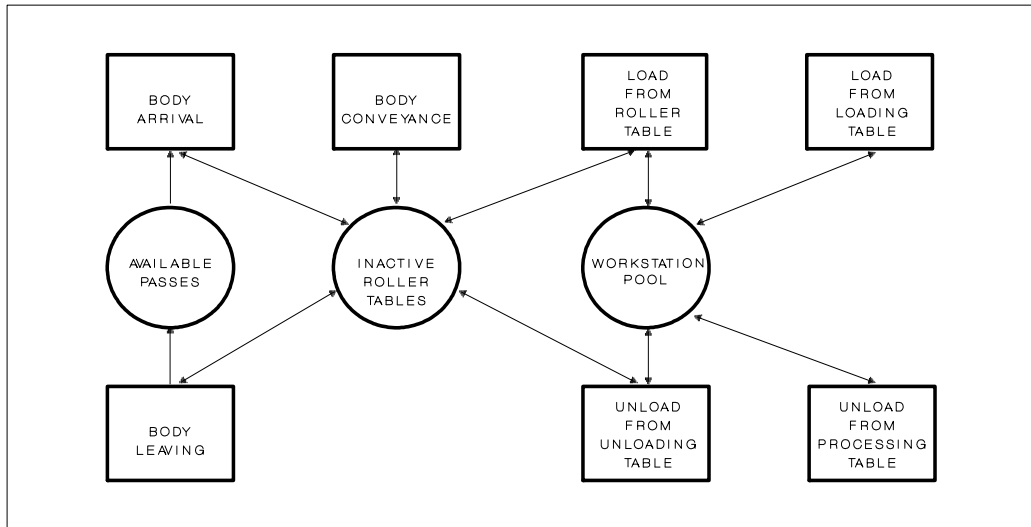 BODY
ARRIVAL
BODY
CONVEYANCE
LOAD
FROM
ROLLER
TABLE
LOAD
FROM
LOADING
TABLE
AVAILABLE
PASSES
INACTIVE
ROLLER
TABLES
WORKSTATION
POOL
BODY
LEAVING
UNLOAD
FROM
UNLOADING
TABLE
UNLOAD
FROM
PROCESSING
TABLE